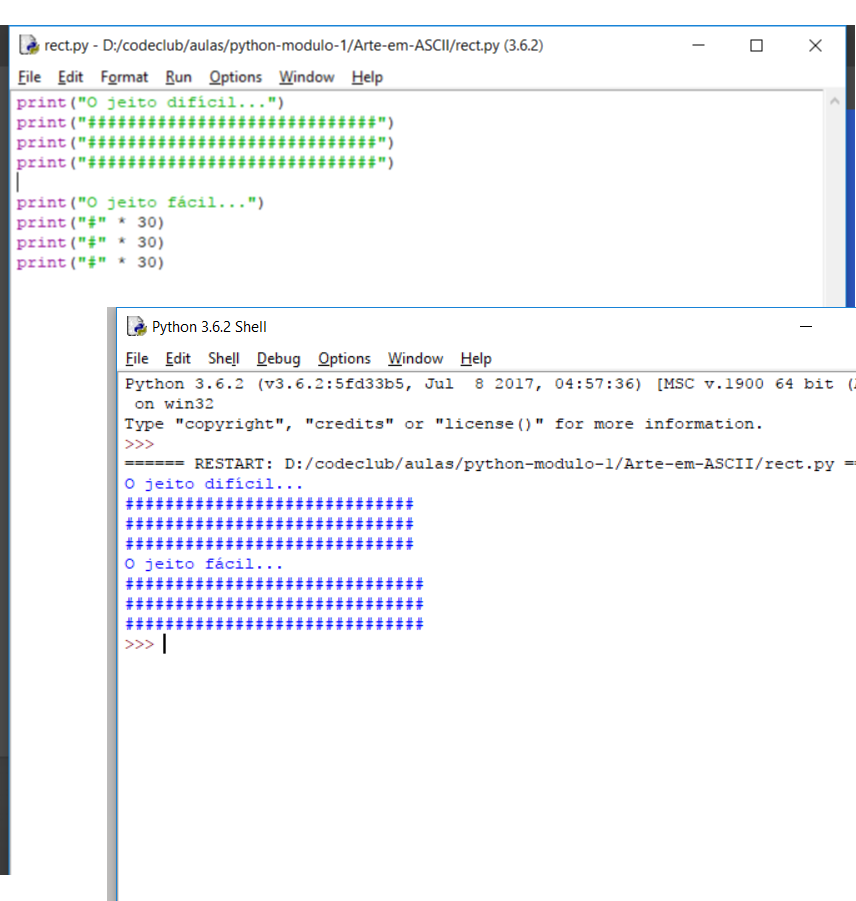 rect.py - D:/codeclub/aulas/python-modulo-1/Arte-em-ASCII/rect.py (3.6.2)
File Edit Format Run Options Window Help
print("O jeito difícil...")
print("#############################")
print("#############################")
print("#############################")
print("O jeito fácil...")
print("#" * 30)
print("#" * 30)
print("#" * 30)
Python 3.6.2 Shell
File Edit Shell Debug Options Window Help
Python 3.6.2 (v3.6.2:5fd33b5, Jul  8 2017, 04:57:36) [MSC v.1900 64 bit (
on win32
Type "copyright", "credits" or "license()" for more information.
>>>
====== RESTART: D:/codeclub/aulas/python-modulo-1/Arte-em-ASCII/rect.py ==
O jeito difícil...
#############################
#############################
#############################
O jeito fácil...
##############################
##############################
##############################
>>>